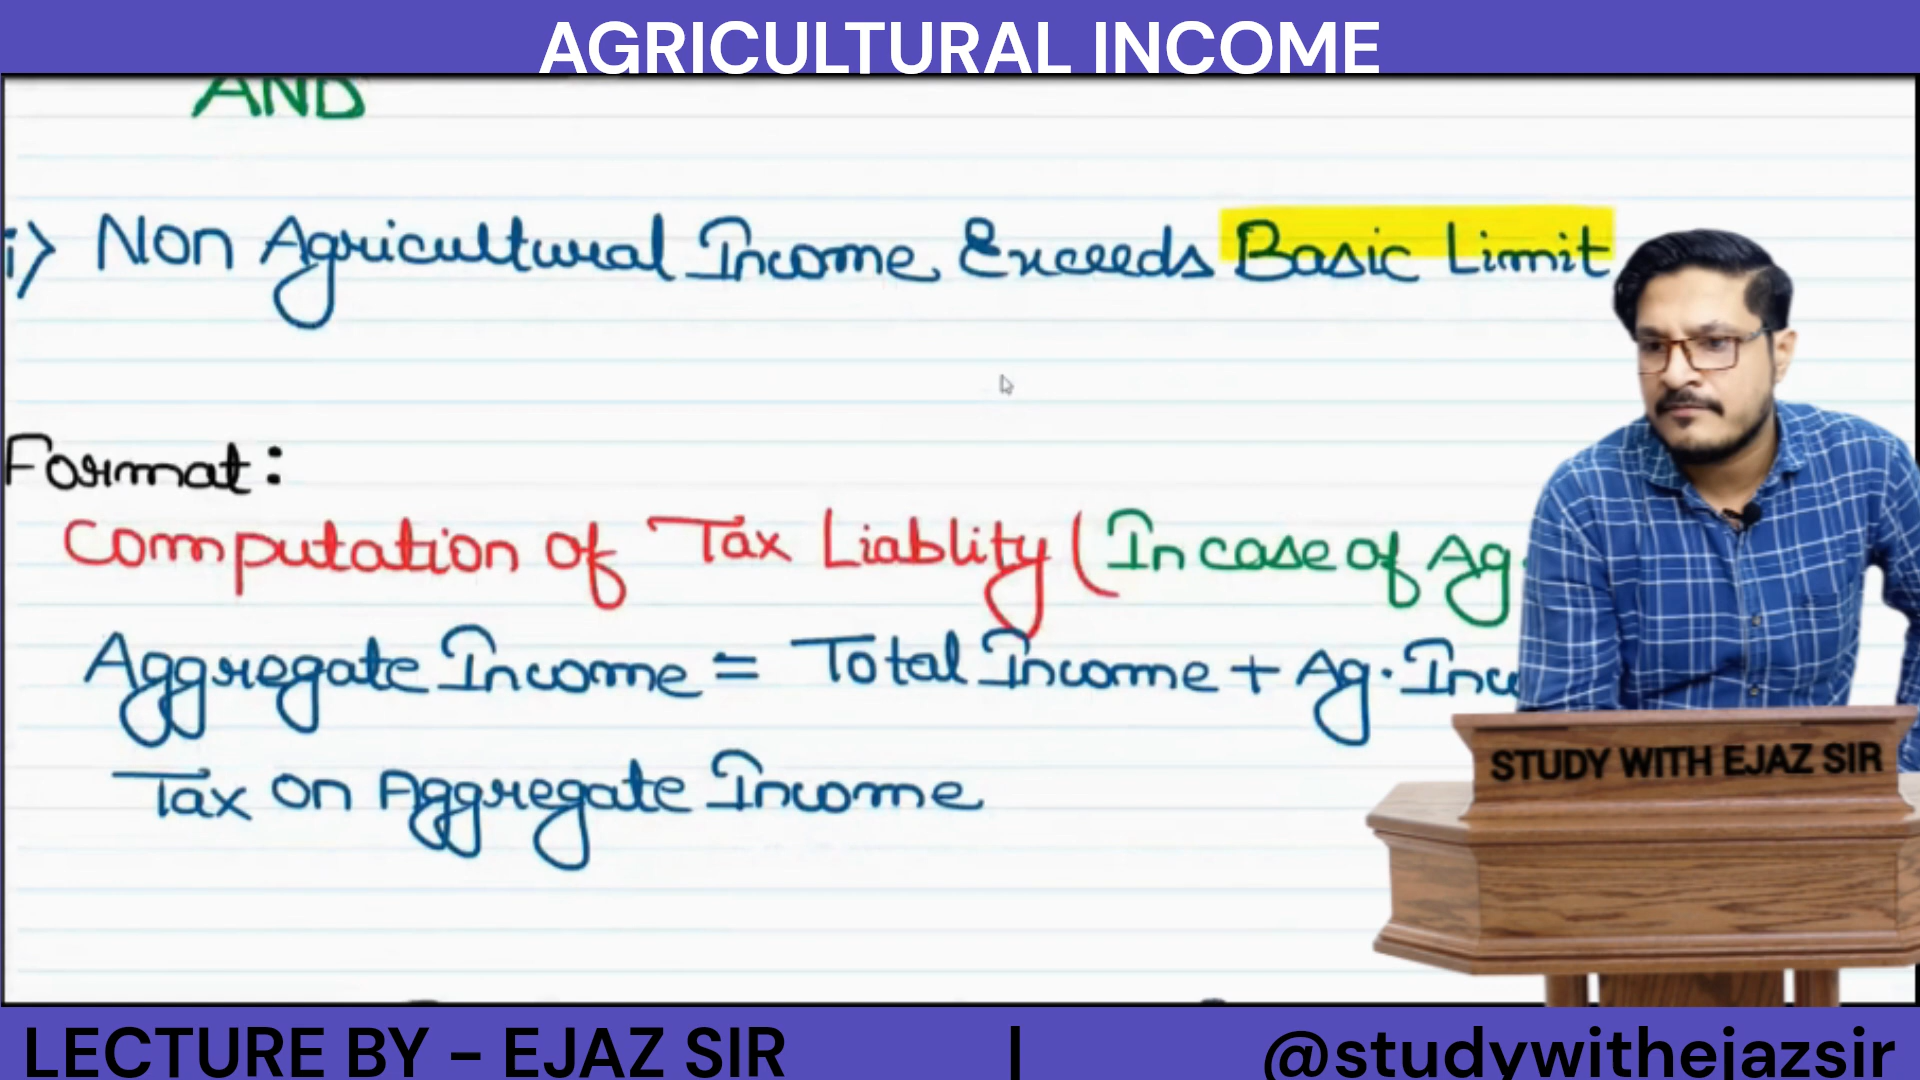 AGRICULTURAL INCOME
AND
i) Non Agricultural Income Exceeds Basic Limit
Format:
Computation of Tax Liablity (In case of Ag.
Aggregate Income = Total Income + Ag. Inco
Tax on Aggregate Income
STUDY WITH EJAZ SIR
LECTURE BY - EJAZ SIR | @studywithejazsir